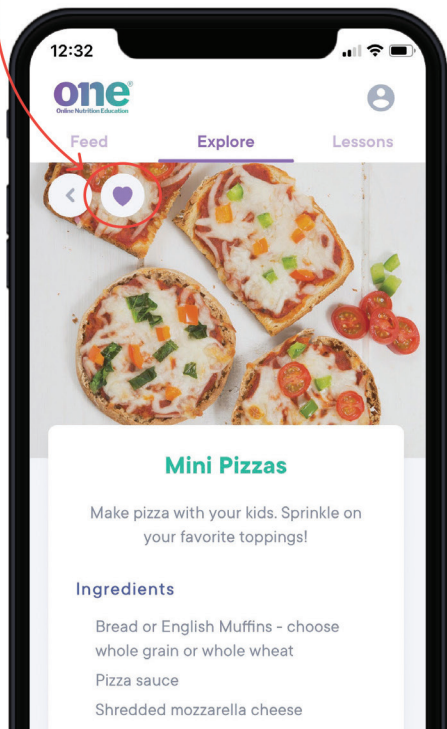 12:32
one®
Online Nutrition Education
Feed Explore Lessons
Mini Pizzas
Make pizza with your kids. Sprinkle on
your favorite toppings!
Ingredients
Bread or English Muffins - choose
whole grain or whole wheat
Pizza sauce
Shredded mozzarella cheese